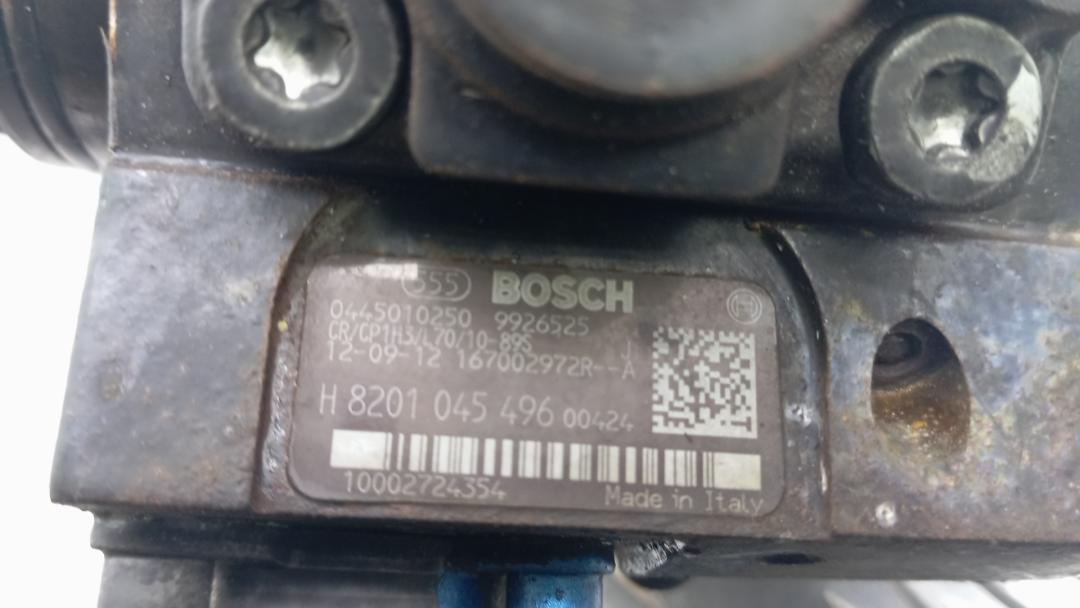 555 BOSCH
0445010250 9926525
CR/CP1H3/L70/10-89S J
12-09-12 167002972R--A
H 8201 045 496 00424
10002724354
Made in Italy